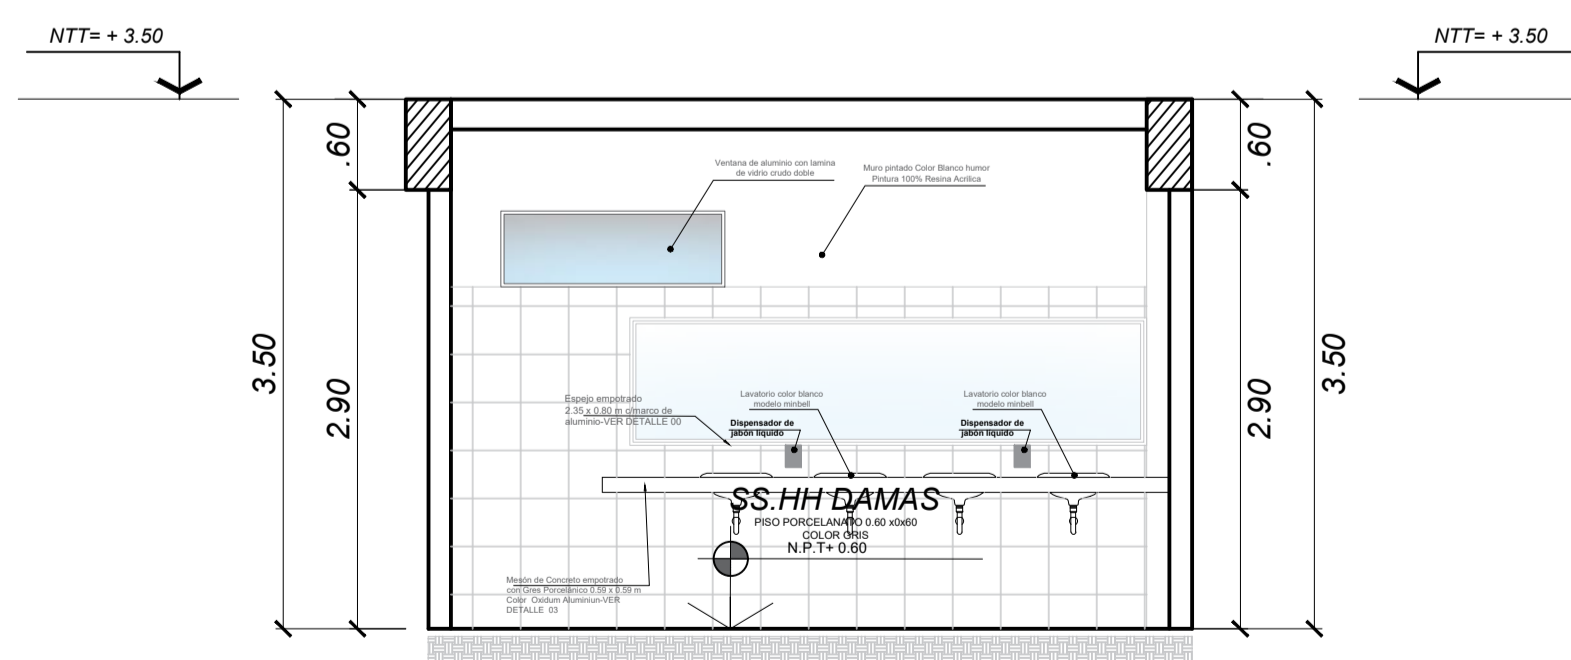 NTT= + 3.50
NTT= + 3.50
.60
.60
Ventana de aluminio con lamina
de vidrio crudo doble
Muro pintado Color Blanco humor
Pintura 100% Resina Acrilica
3.50
2.90
2.90
3.50
Espejo empotrado
2.35 x 0.80 m c/marco de
aluminio-VER DETALLE 00
Lavatorio color blanco
modelo minbell
Dispensador de
jabón líquido
Lavatorio color blanco
modelo minbell
Dispensador de
jabón líquido
SS.HH DAMAS
PISO PORCELANATO 0.60 x0x60
COLOR GRIS
N.P.T+ 0.60
Mesón de Concreto empotrado
con Gres Porcelánico 0.59 x 0.59 m
Color Oxidum Aluminiun-VER
DETALLE 03